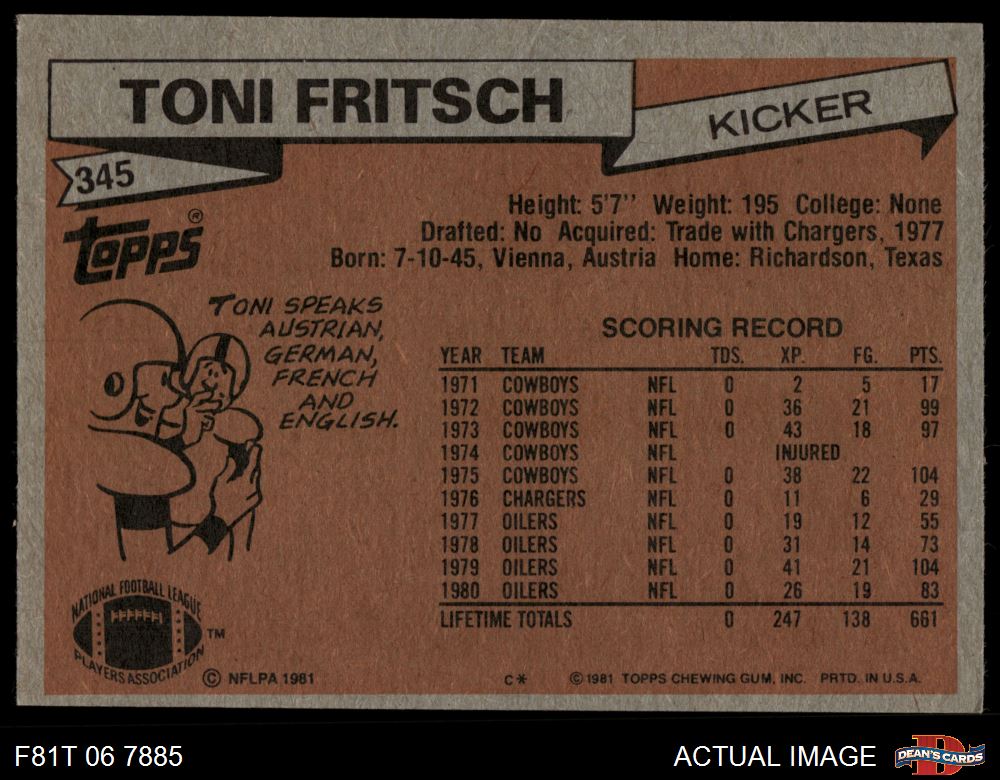 TONI FRITSCH
KICKER
345
topps®
Height: 5'7" Weight: 195 College: None
Drafted: No Acquired: Trade with Chargers, 1977
Born: 7-10-45, Vienna, Austria Home: Richardson, Texas
TONI SPEAKS
AUSTRIAN,
GERMAN,
FRENCH
AND
ENGLISH.
SCORING RECORD
YEAR TEAM TDS. XP. FG. PTS.
1971 COWBOYS NFL 0 2 5 17
1972 COWBOYS NFL 0 36 21 99
1973 COWBOYS NFL 0 43 18 97
1974 COWBOYS NFL INJURED
1975 COWBOYS NFL 0 38 22 104
1976 CHARGERS NFL 0 11 6 29
1977 OILERS NFL 0 19 12 55
1978 OILERS NFL 0 31 14 73
1979 OILERS NFL 0 41 21 104
1980 OILERS NFL 0 26 19 83
LIFETIME TOTALS 0 247 138 661
NATIONAL FOOTBALL LEAGUE
PLAYERS ASSOCIATION
TM
© NFLPA 1981
C*
© 1981 TOPPS CHEWING GUM, INC. PRTD. IN U.S.A.
F81T 06 7885
ACTUAL IMAGE
D
DEAN'S CARDS